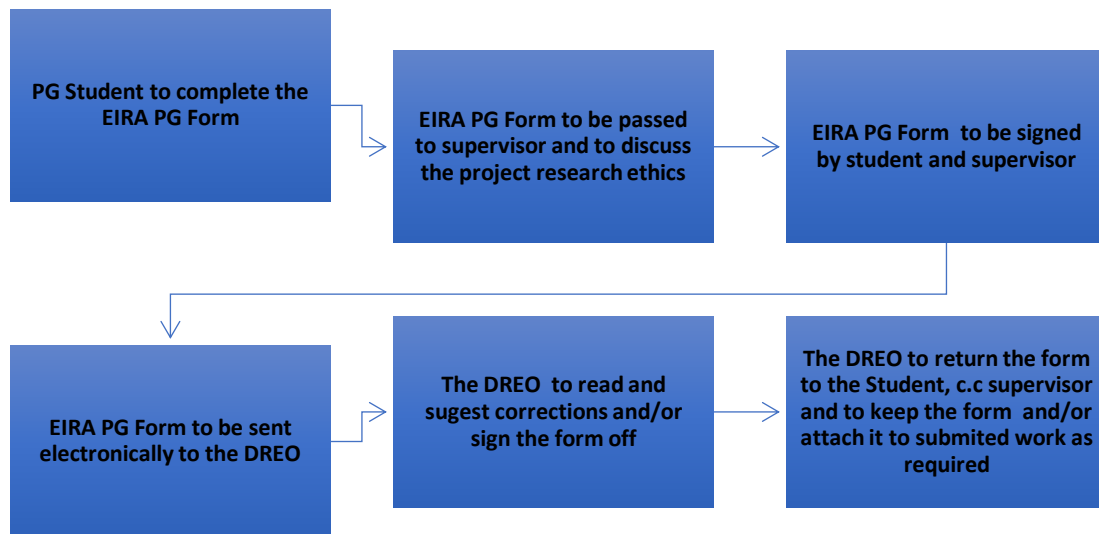 PG Student to complete the
EIRA PG Form
EIRA PG Form to be passed
to supervisor and to discuss
the project research ethics
EIRA PG Form  to be signed
by student and supervisor
EIRA PG Form to be sent
electronically to the DREO
The DREO  to read and
sugest corrections and/or
sign the form off
The DREO to return the form
to the Student, c.c supervisor
and to keep the form  and/or
attach it to submited work as
required